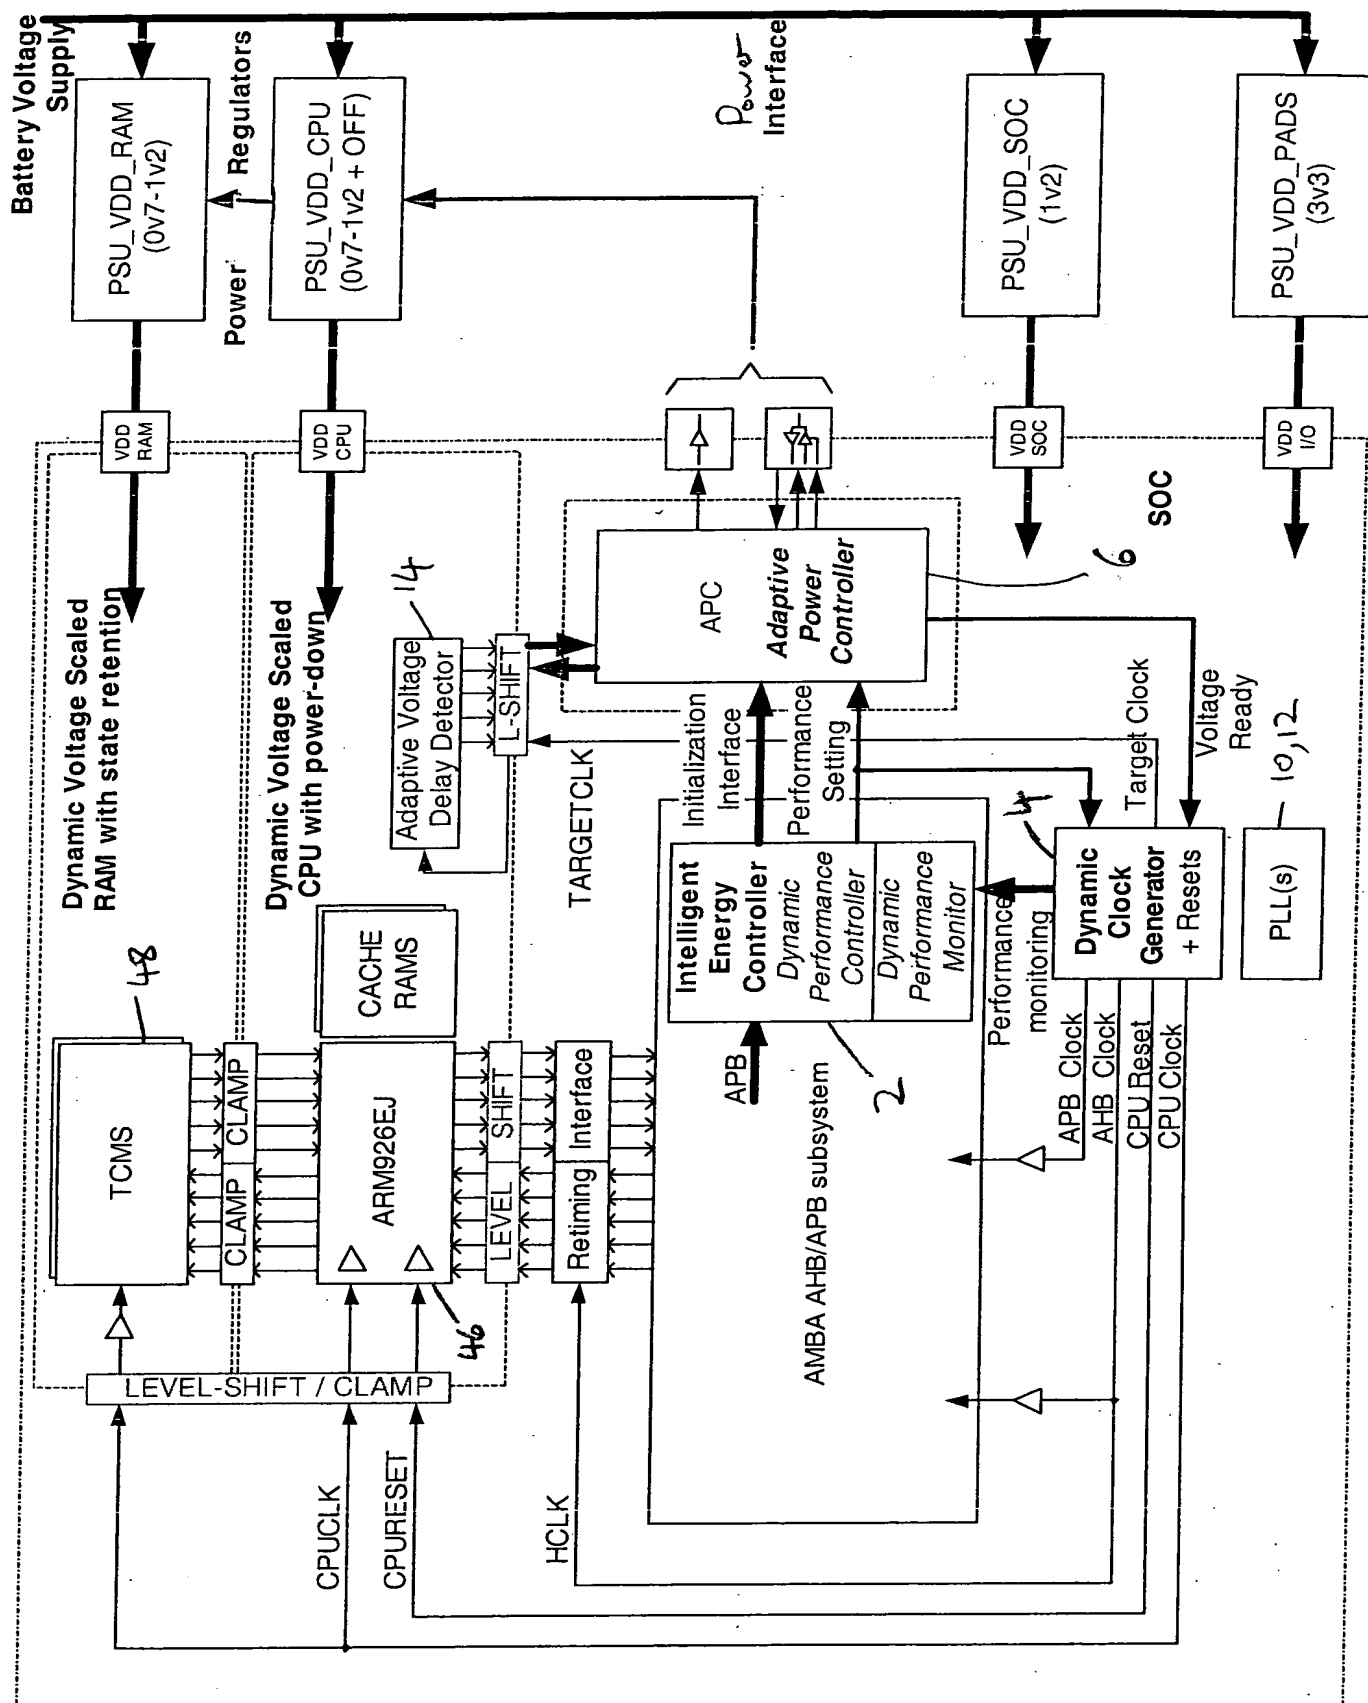 Battery Voltage
Supply
PSU_VDD_RAM
(0v7-1v2)
Power
Regulators
PSU_VDD_CPU
(0v7-1v2 + OFF)
Power
Interface
PSU_VDD_SOC
(1v2)
PSU_VDD_PADS
(3v3)
VDD
RAM
VDD
CPU
VDD
SOC
VDD
I/O
SOC
Dynamic Voltage Scaled
RAM with state retention
Dynamic Voltage Scaled
CPU with power-down
14
Adaptive Voltage
Delay Detector
L-SHIFT
APC
Adaptive
Power
Controller
6
TARGETCLK
Initialization
Interface
Performance
Setting
Target Clock
Voltage
Ready
48
TCMS
CLAMP
CLAMP
CACHE
RAMS
ARM926EJ
46
LEVEL
SHIFT
Retiming
Interface
LEVEL-SHIFT / CLAMP
APB
Intelligent
Energy
Controller
Dynamic
Performance
Controller
Dynamic
Performance
Monitor
2
AMBA AHB/APB subsystem
Performance
monitoring
4
Dynamic
Clock
Generator
+ Resets
PLL(s)
10,12
APB Clock
AHB Clock
CPU Reset
CPU Clock
CPUCLK
CPURESET
HCLK